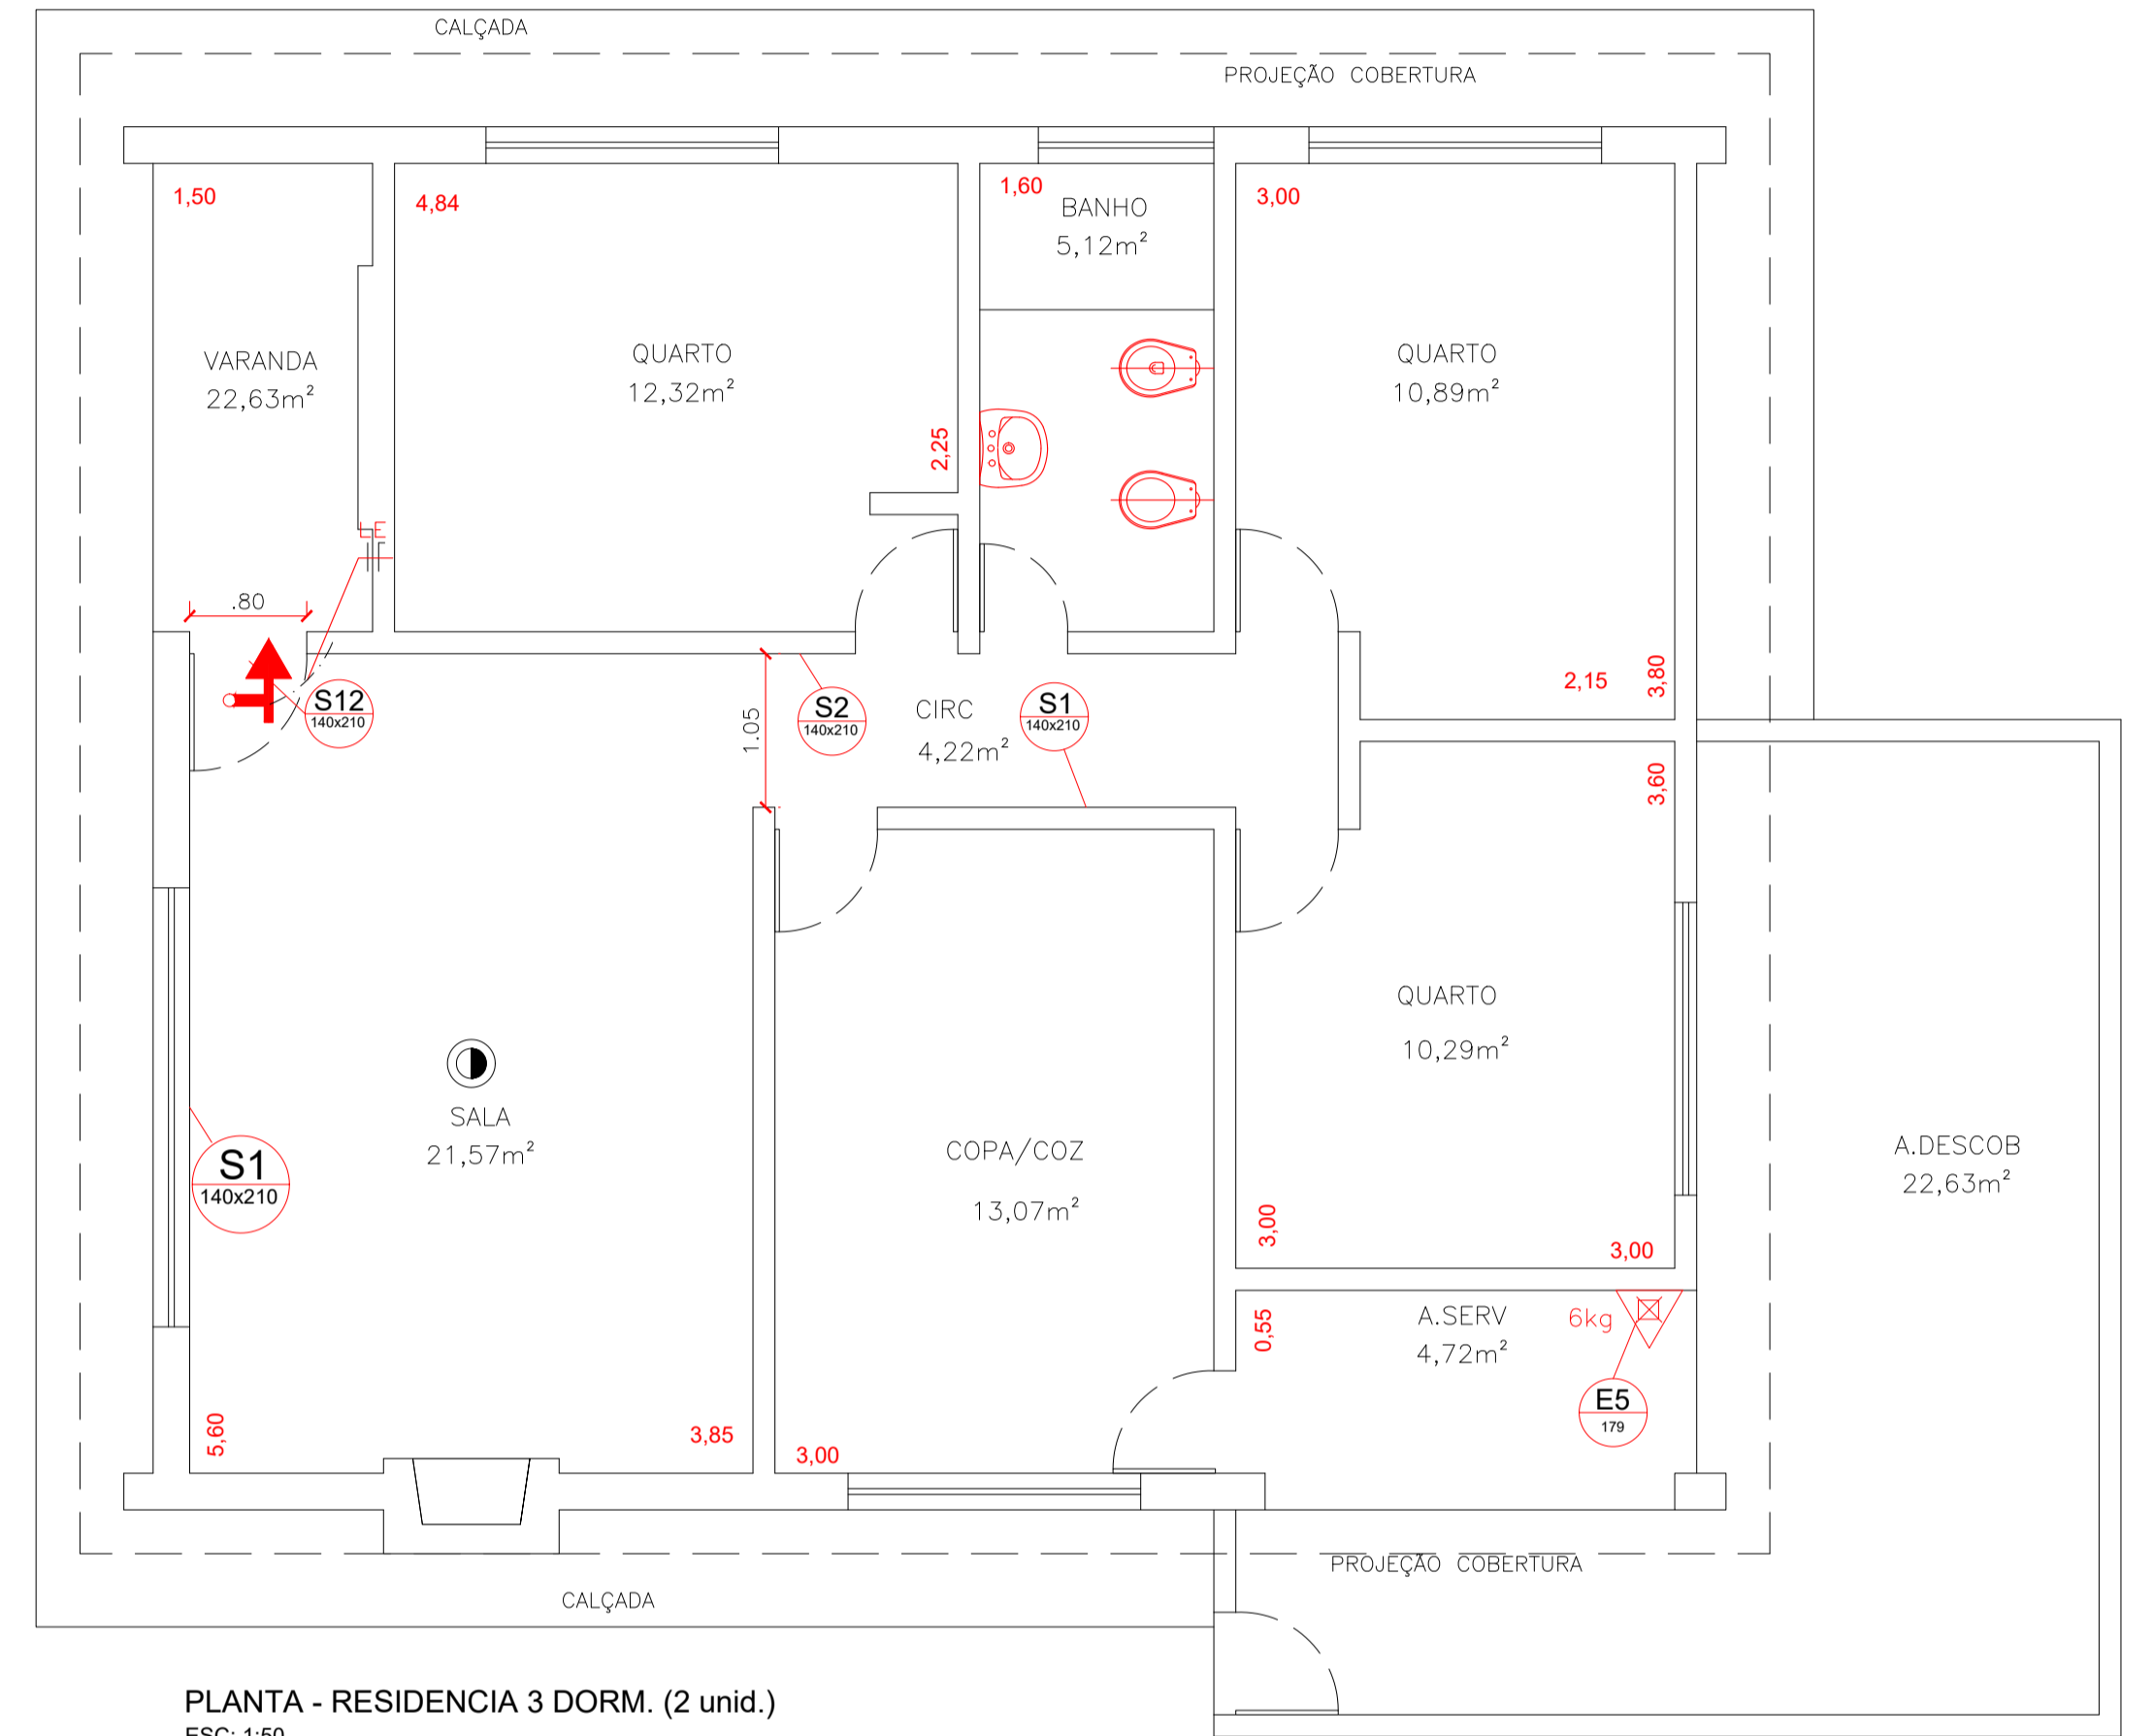 CALÇADA
PROJEÇÃO COBERTURA
1,50
4,84
1,60
3,00
BANHO
5,12m²
VARANDA
22,63m²
QUARTO
12,32m²
2,25
QUARTO
10,89m²
LE
.80
S12
140x210
S2
140x210
1.05
CIRC
4,22m²
S1
140x210
2,15
3,80
3,60
QUARTO
10,29m²
SALA
21,57m²
S1
140x210
COPA/COZ
13,07m²
A.DESCOB
22,63m²
3,00
3,00
0,55
A.SERV
4,72m²
6kg
E5
179
5,60
3,85
3,00
PROJEÇÃO COBERTURA
CALÇADA
PLANTA - RESIDENCIA 3 DORM. (2 unid.)
ESC: 1:50